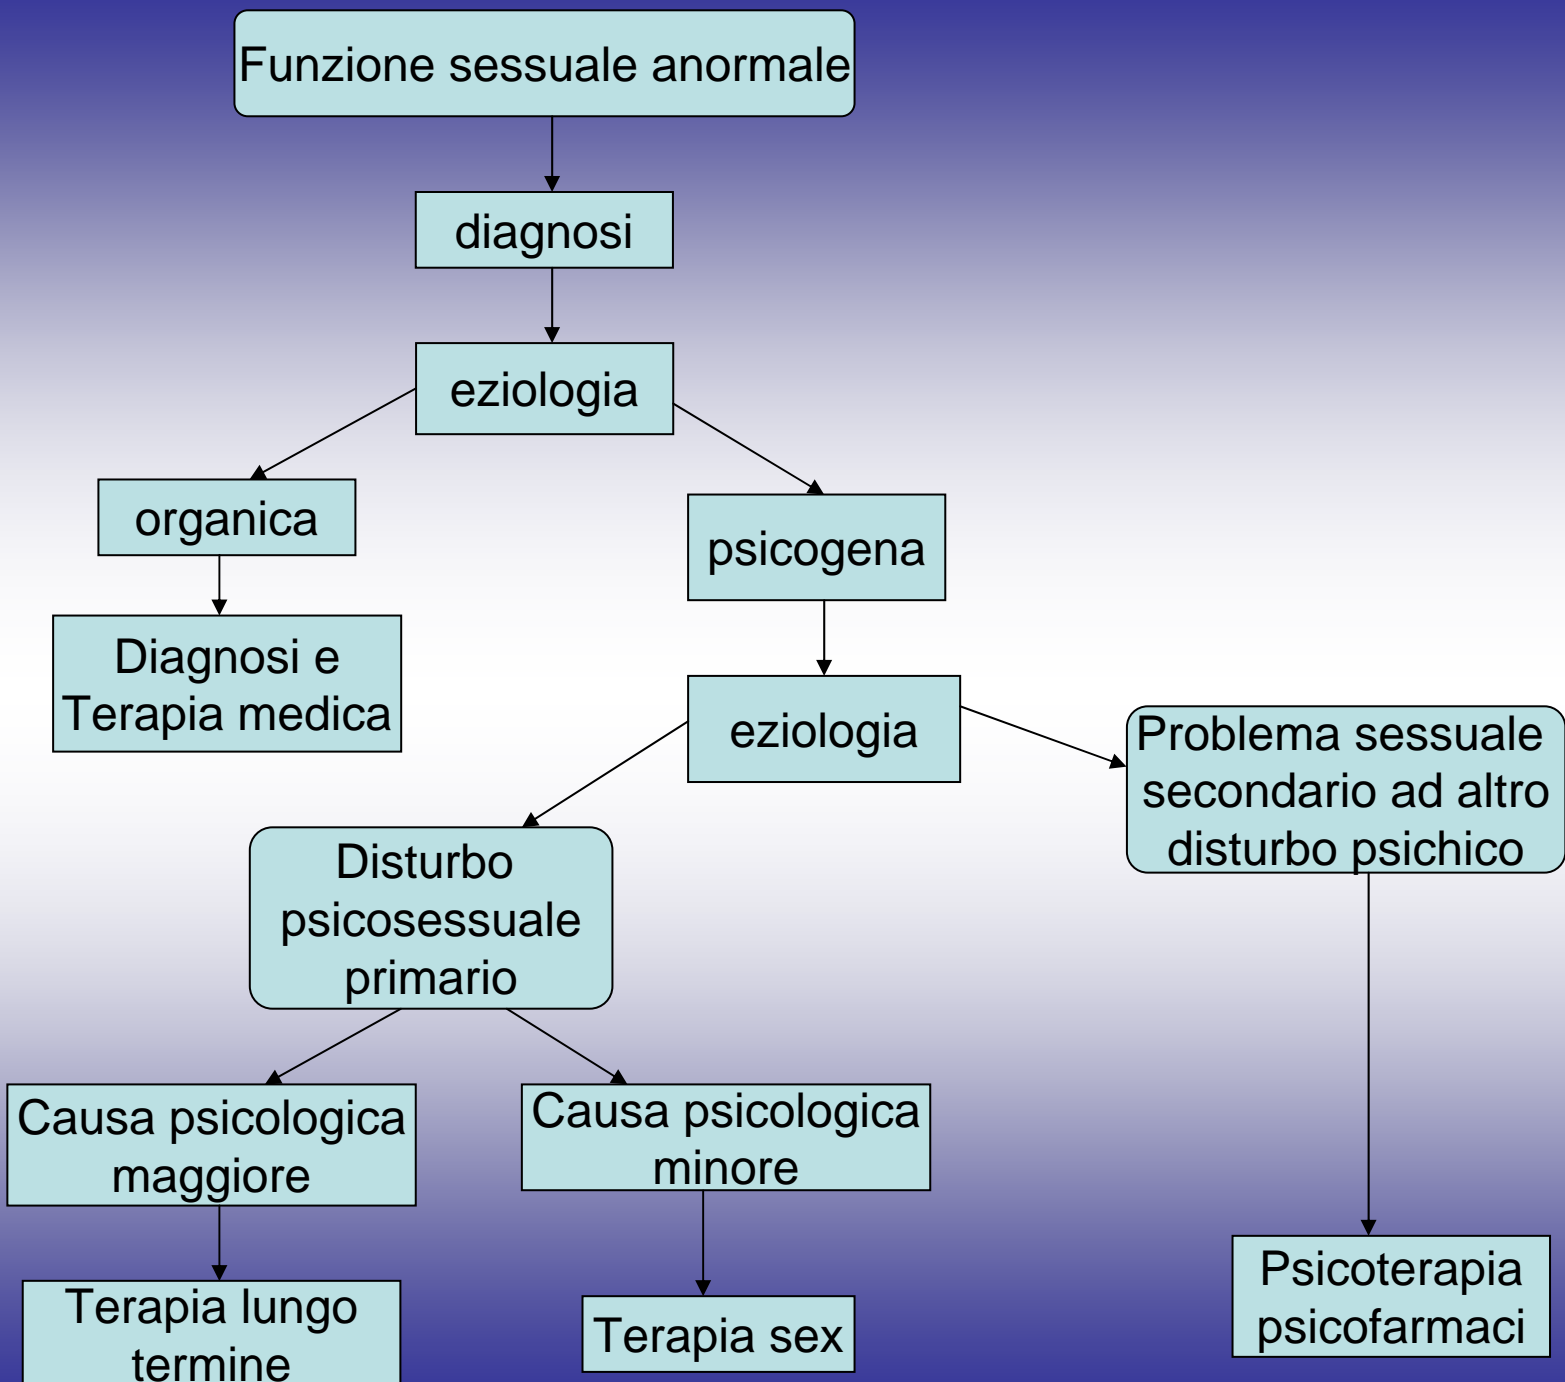 Funzione sessuale anormale
diagnosi
eziologia
organica
psicogena
Diagnosi e
Terapia medica
eziologia
Problema sessuale
secondario ad altro
disturbo psichico
Disturbo
psicosessuale
primario
Causa psicologica
maggiore
Causa psicologica
minore
Terapia lungo
termine
Terapia sex
Psicoterapia
psicofarmaci